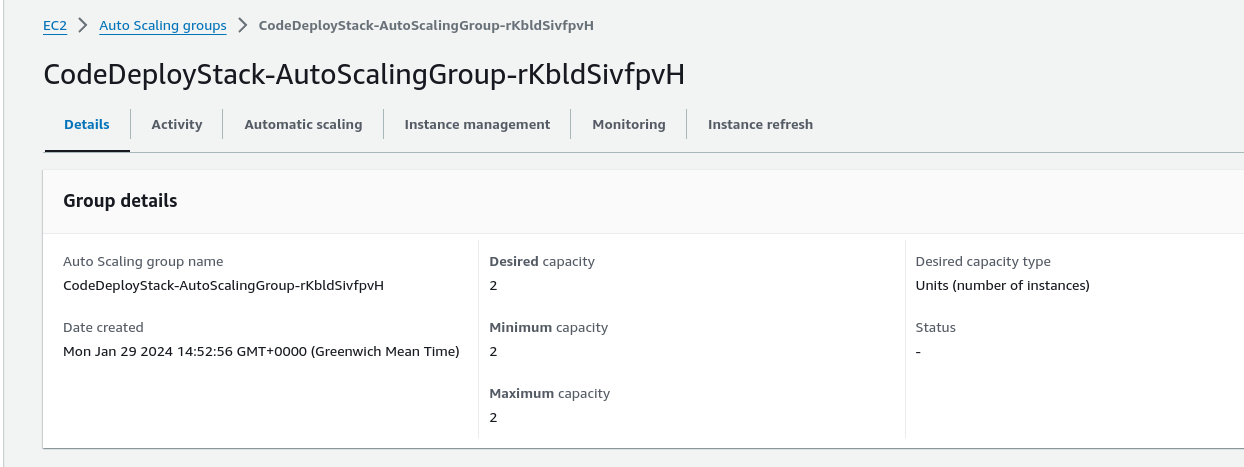 EC2 > Auto Scaling groups > CodeDeployStack-AutoScalingGroup-rKbldSivfpvH
CodeDeployStack-AutoScalingGroup-rKbldSivfpvH
Details Activity Automatic scaling Instance management Monitoring Instance refresh
Group details
Auto Scaling group name
CodeDeployStack-AutoScalingGroup-rKbldSivfpvH
Date created
Mon Jan 29 2024 14:52:56 GMT+0000 (Greenwich Mean Time)
Desired capacity
2
Minimum capacity
2
Maximum capacity
2
Desired capacity type
Units (number of instances)
Status
-